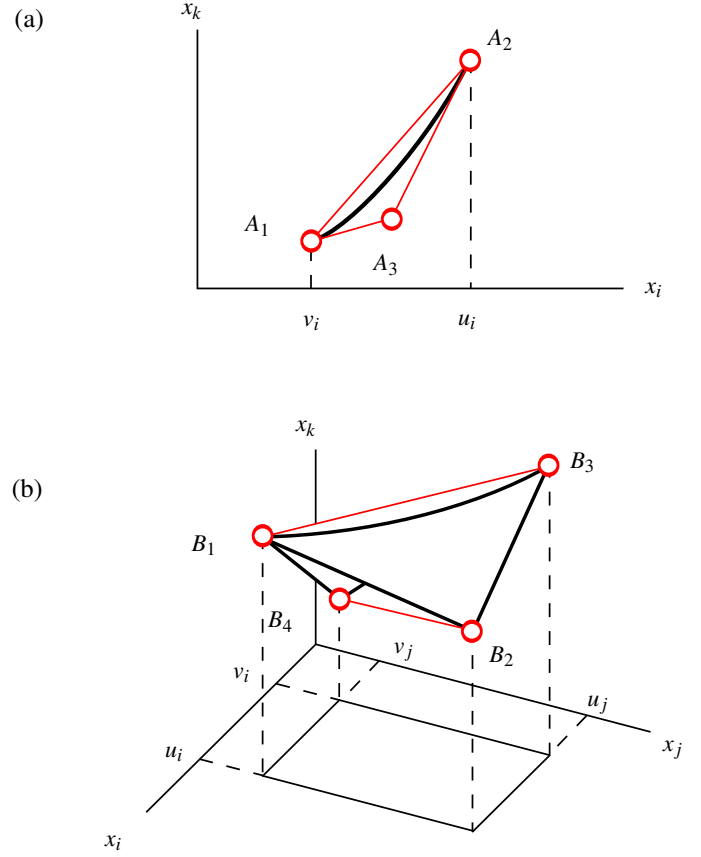 (a)
x_k
A_2
A_1
A_3
x_i
v_i
u_i
x_k
(b)
B_3
B_1
B_4
B_2
v_j
v_i
u_j
u_i
x_j
x_i